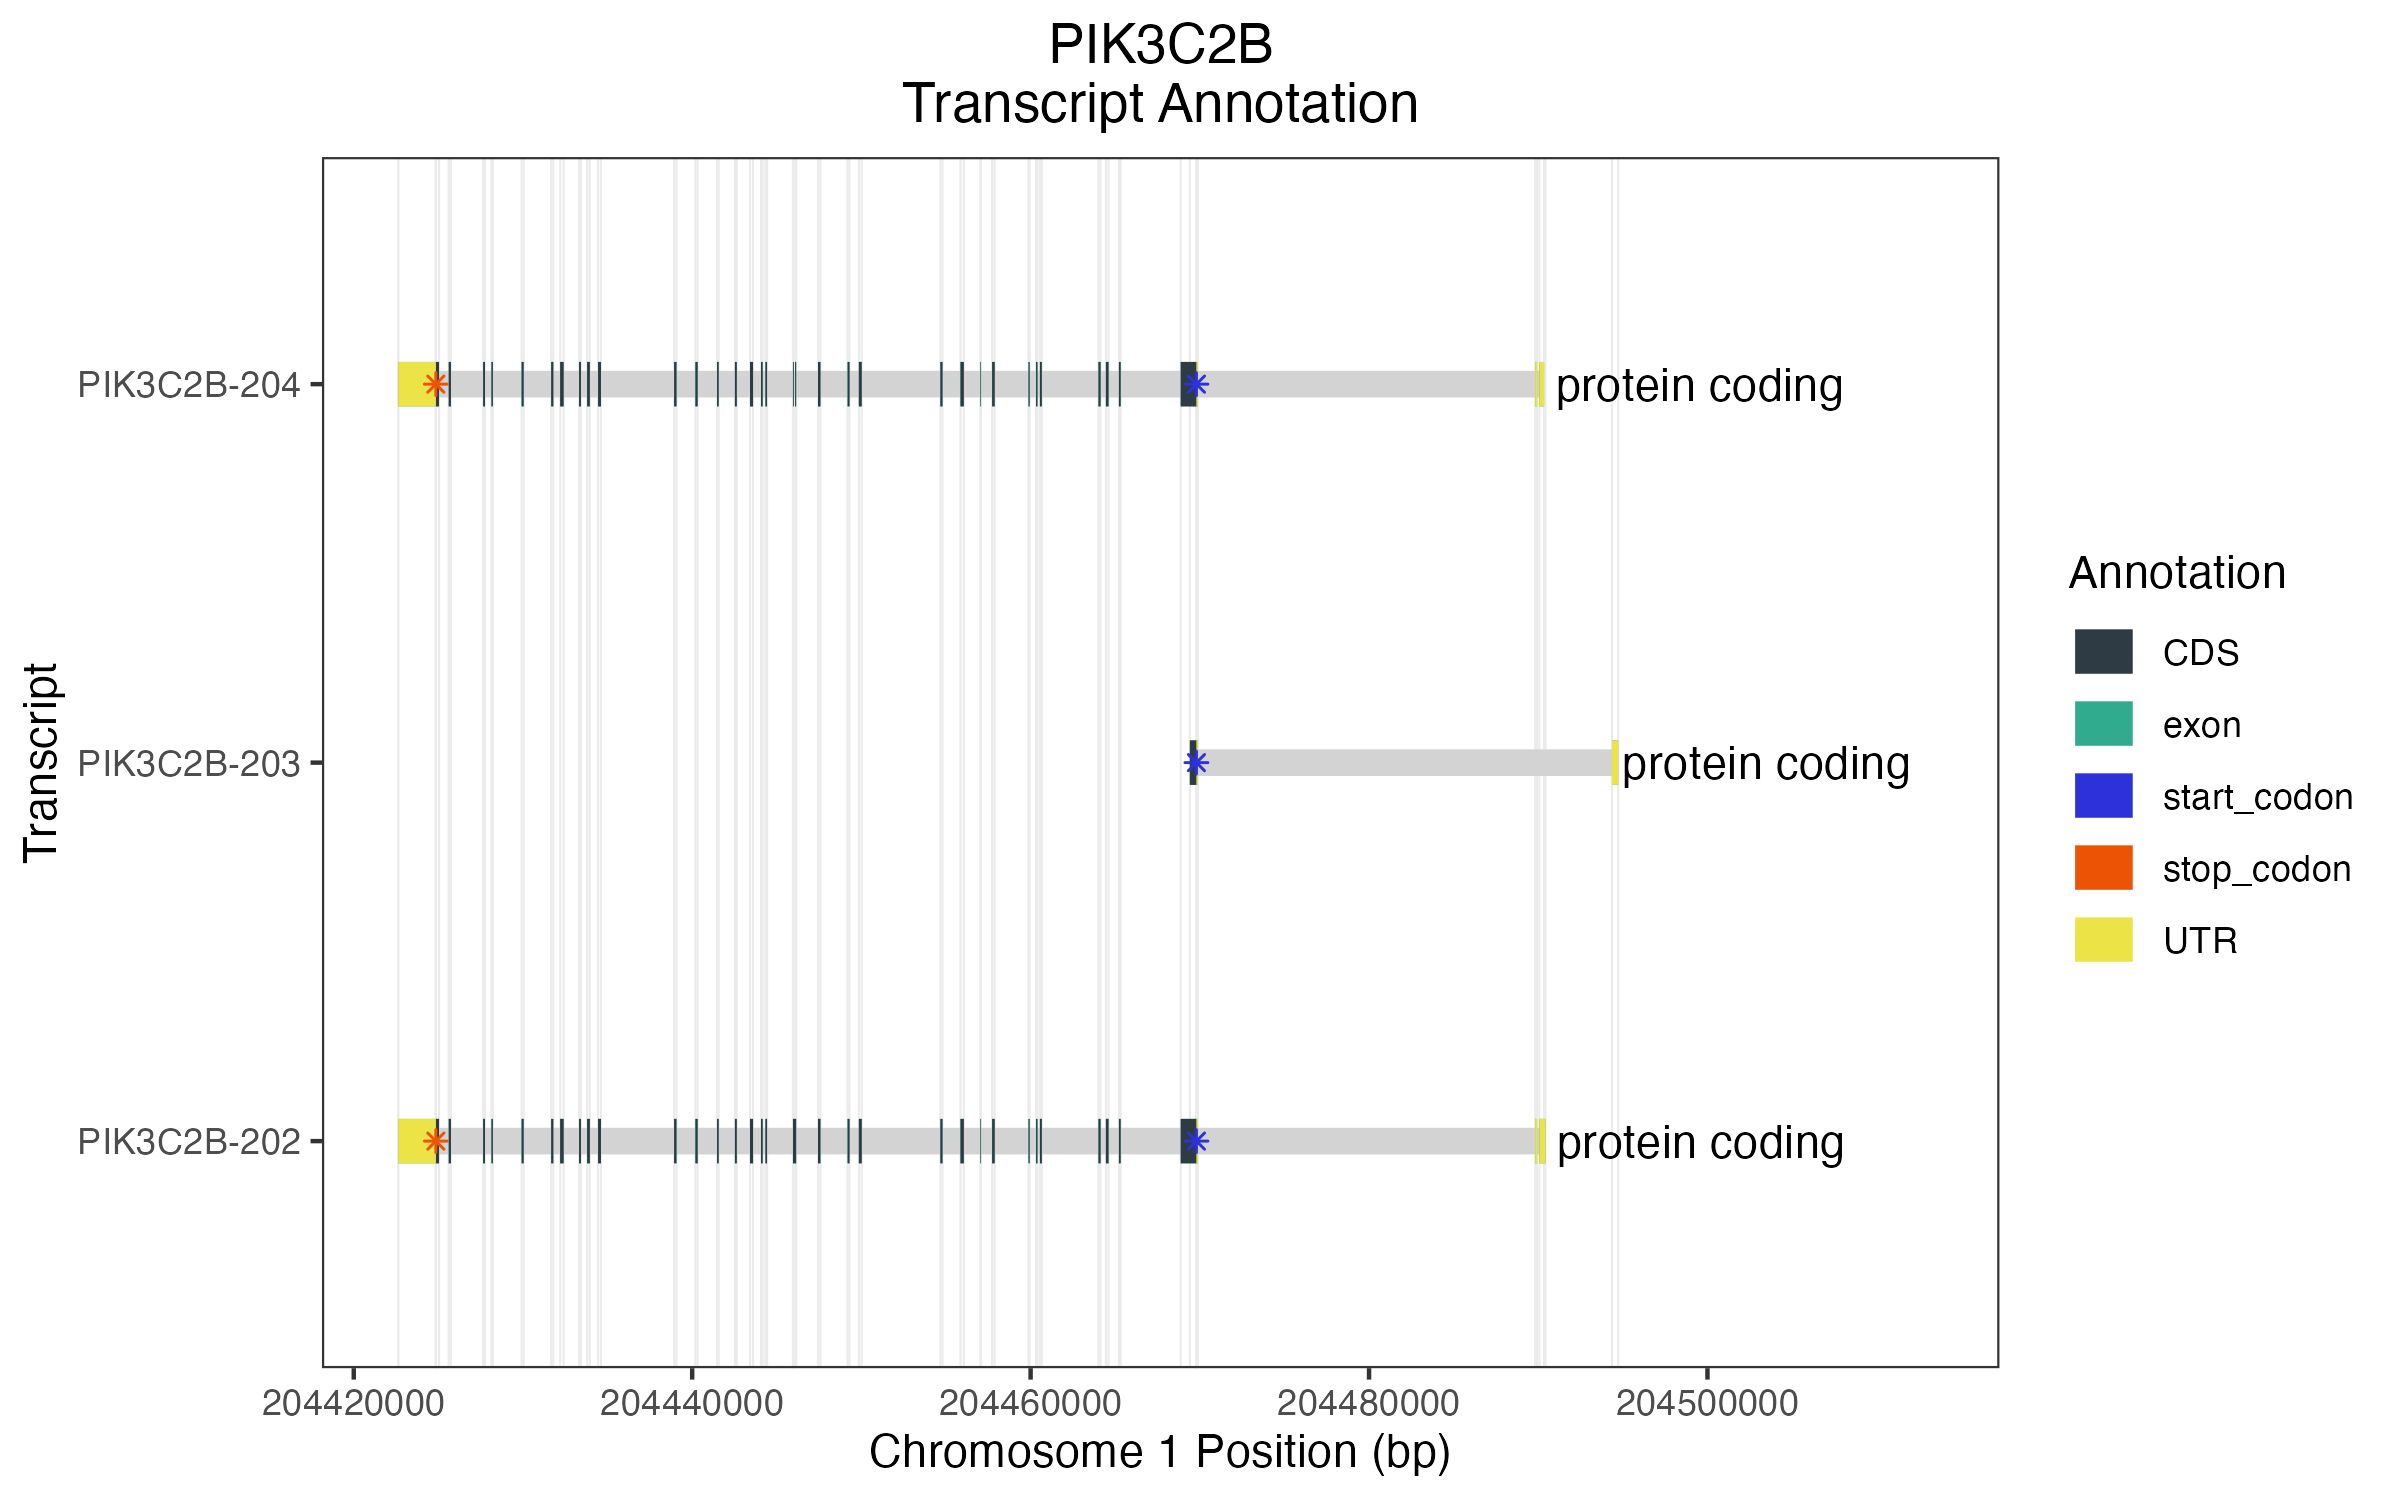 PIK3C2B
Transcript Annotation
Transcript
PIK3C2B-204
protein coding
PIK3C2B-203
protein coding
PIK3C2B-202
protein coding
204420000
204440000
204460000
204480000
204500000
Chromosome 1 Position (bp)
Annotation
CDS
exon
start_codon
stop_codon
UTR